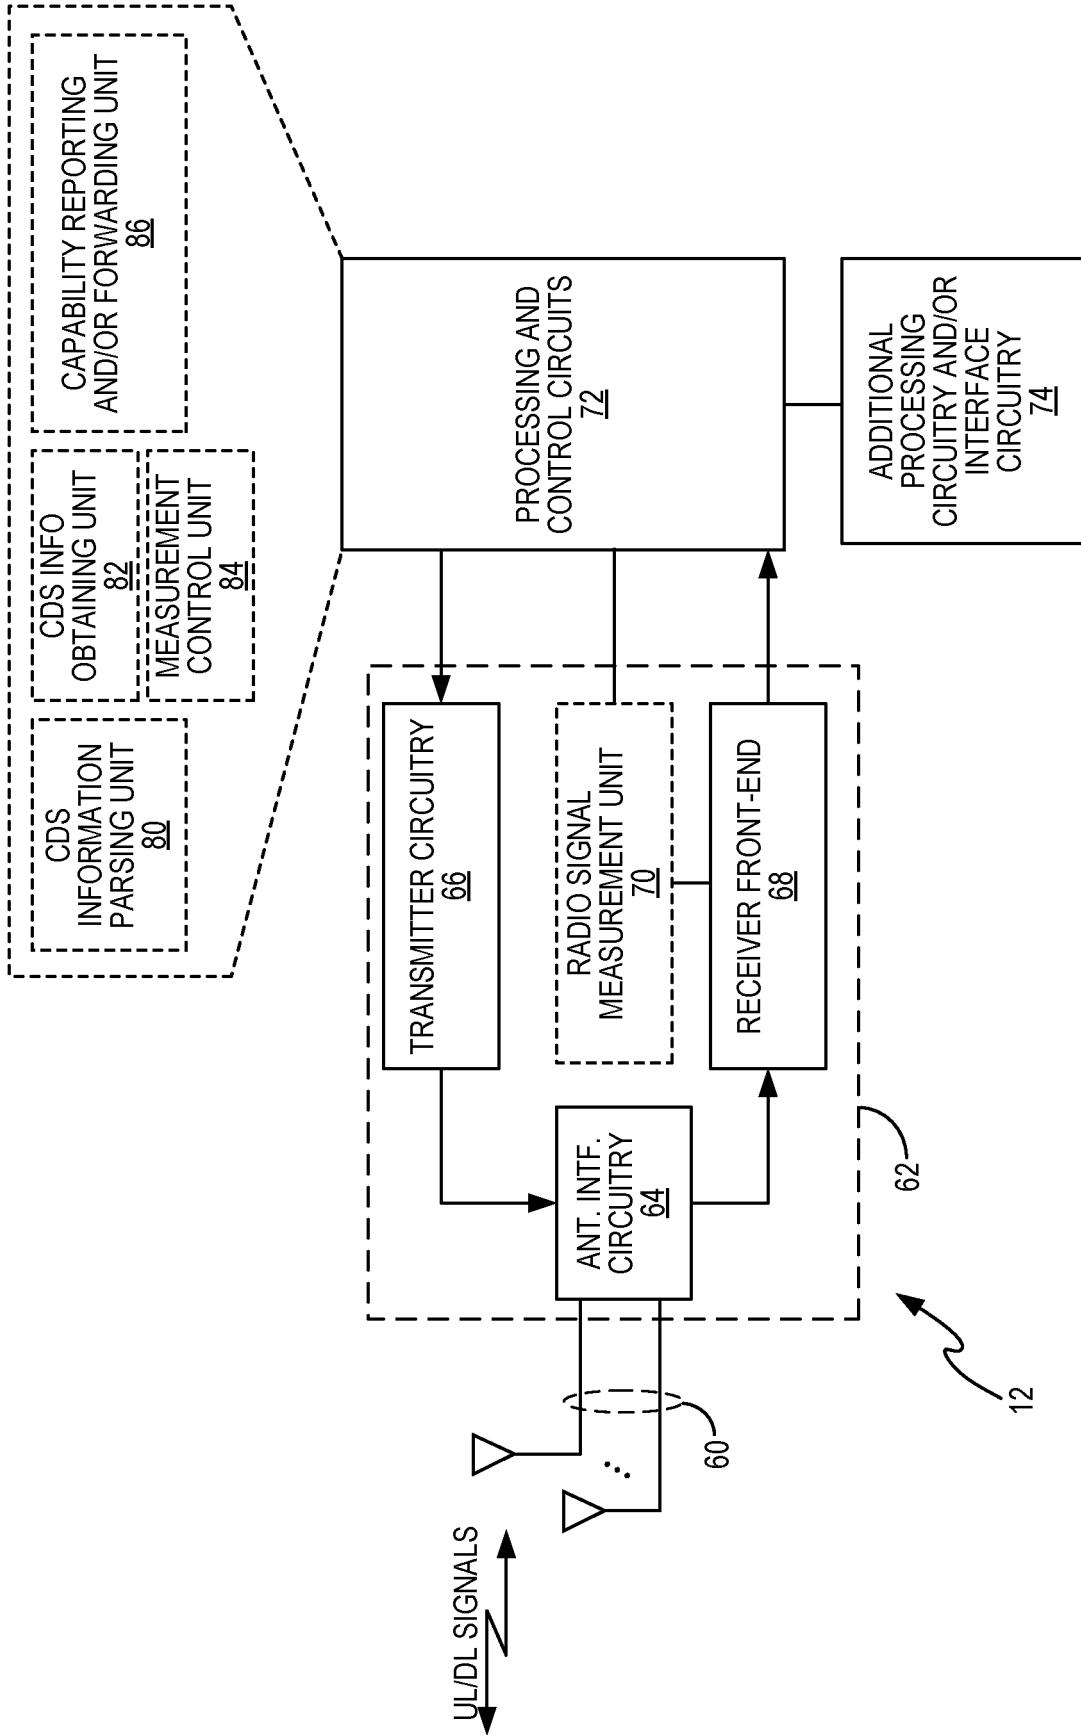 CDS
INFORMATION
PARSING UNIT
80
CDS INFO
OBTAINING UNIT
82
MEASUREMENT
CONTROL UNIT
84
CAPABILITY REPORTING
AND/OR FORWARDING UNIT
86
UL/DL SIGNALS
60
ANT. INTF.
CIRCUITRY
64
TRANSMITTER CIRCUITRY
66
RADIO SIGNAL
MEASUREMENT UNIT
70
RECEIVER FRONT-END
68
62
PROCESSING AND
CONTROL CIRCUITS
72
ADDITIONAL
PROCESSING
CIRCUITRY AND/OR
INTERFACE
CIRCUITRY
74
12